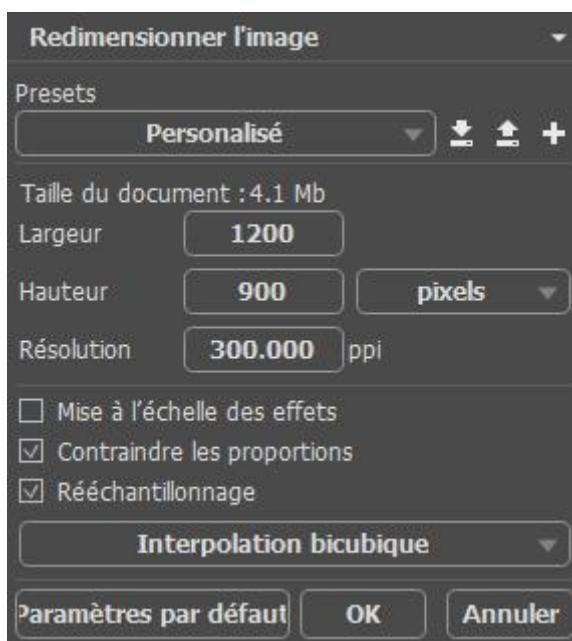 Redimensionner l'image
Presets
Personalisé
Taille du document :4.1 Mb
Largeur 1200
Hauteur 900 pixels
Résolution 300.000 ppi
Mise à l'échelle des effets
Contraindre les proportions
Rééchantillonnage
Interpolation bicubique
Paramètres par défaut OK Annuler